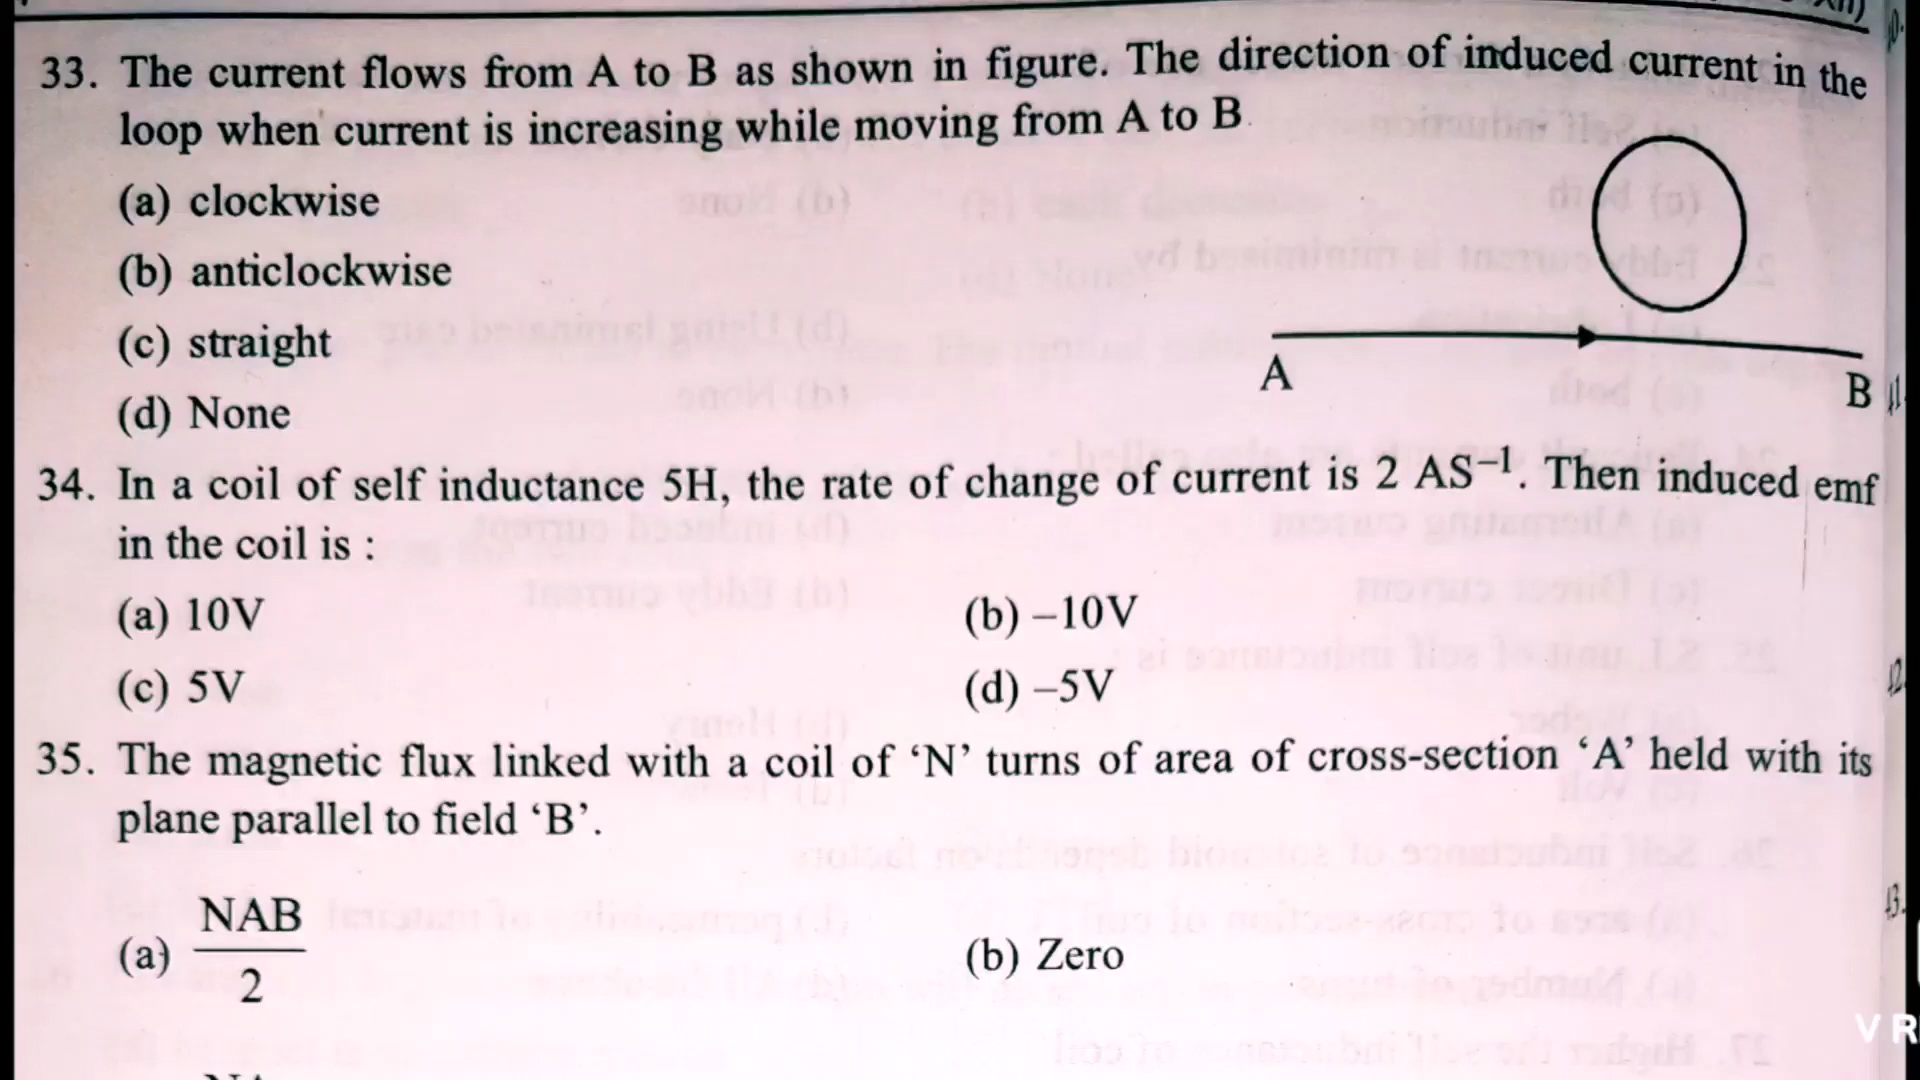 33. The current flows from A to B as shown in figure. The direction of induced current in the
loop when current is increasing while moving from A to B
(a) clockwise
(b) anticlockwise
(c) straight
(d) None
A
B
34. In a coil of self inductance 5H, the rate of change of current is 2 AS⁻¹. Then induced emf
in the coil is :
(a) 10V (b) –10V
(c) 5V (d) –5V
35. The magnetic flux linked with a coil of ‘N’ turns of area of cross-section ‘A’ held with its
plane parallel to field ‘B’.
(a) NAB/2 (b) Zero